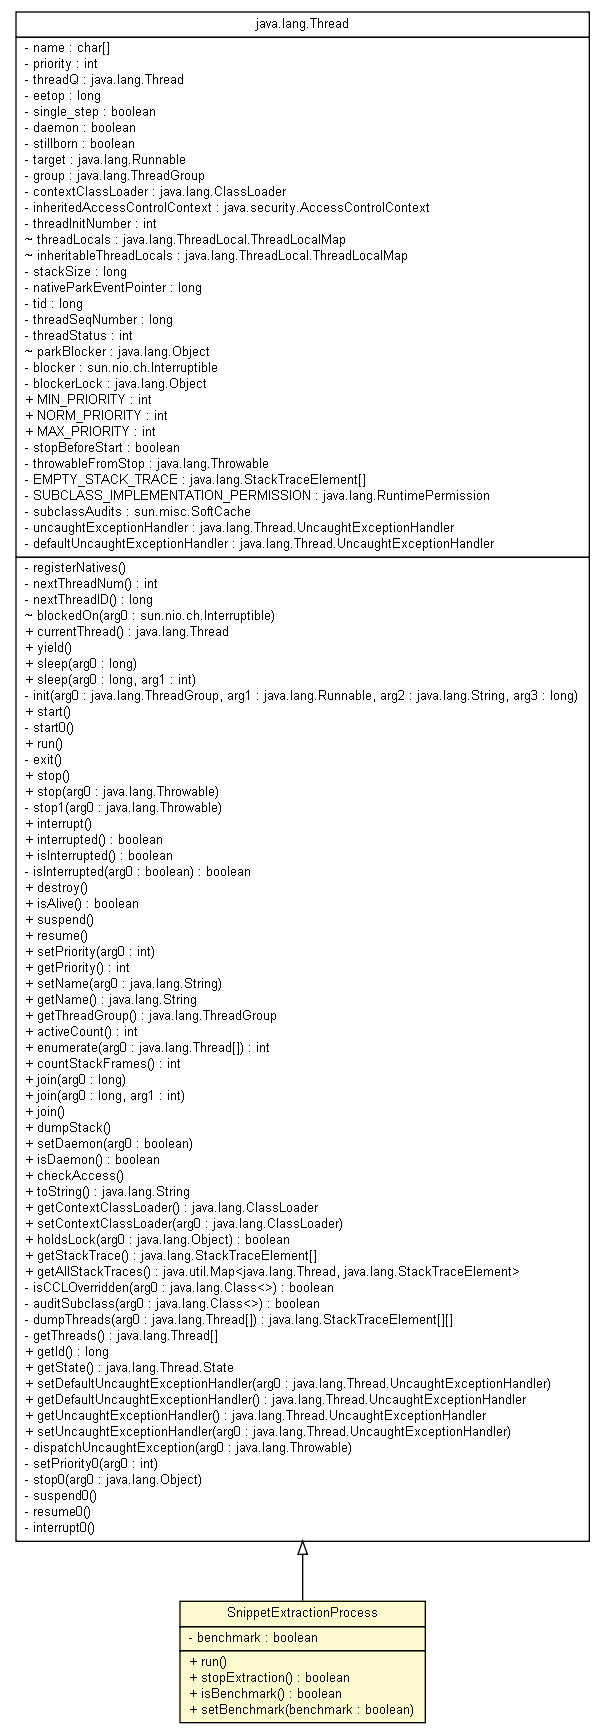 java.lang.Thread
- name : char[]
- priority : int
- threadQ : java.lang.Thread
- eetop : long
- single_step : boolean
- daemon : boolean
- stillborn : boolean
- target : java.lang.Runnable
- group : java.lang.ThreadGroup
- contextClassLoader : java.lang.ClassLoader
- inheritedAccessControlContext : java.security.AccessControlContext
- threadInitNumber : int
~ threadLocals : java.lang.ThreadLocal.ThreadLocalMap
~ inheritableThreadLocals : java.lang.ThreadLocal.ThreadLocalMap
- stackSize : long
- nativeParkEventPointer : long
- tid : long
- threadSeqNumber : long
- threadStatus : int
~ parkBlocker : java.lang.Object
- blocker : sun.nio.ch.Interruptible
- blockerLock : java.lang.Object
+ MIN_PRIORITY : int
+ NORM_PRIORITY : int
+ MAX_PRIORITY : int
- stopBeforeStart : boolean
- throwableFromStop : java.lang.Throwable
- EMPTY_STACK_TRACE : java.lang.StackTraceElement[]
- SUBCLASS_IMPLEMENTATION_PERMISSION : java.lang.RuntimePermission
- subclassAudits : sun.misc.SoftCache
- uncaughtExceptionHandler : java.lang.Thread.UncaughtExceptionHandler
- defaultUncaughtExceptionHandler : java.lang.Thread.UncaughtExceptionHandler
- registerNatives()
- nextThreadNum() : int
- nextThreadID() : long
~ blockedOn(arg0 : sun.nio.ch.Interruptible)
+ currentThread() : java.lang.Thread
+ yield()
+ sleep(arg0 : long)
+ sleep(arg0 : long, arg1 : int)
- init(arg0 : java.lang.ThreadGroup, arg1 : java.lang.Runnable, arg2 : java.lang.String, arg3 : long)
+ start()
- start0()
+ run()
- exit()
+ stop()
+ stop(arg0 : java.lang.Throwable)
- stop1(arg0 : java.lang.Throwable)
+ interrupt()
+ interrupted() : boolean
+ isInterrupted() : boolean
- isInterrupted(arg0 : boolean) : boolean
+ destroy()
+ isAlive() : boolean
+ suspend()
+ resume()
+ setPriority(arg0 : int)
+ getPriority() : int
+ setName(arg0 : java.lang.String)
+ getName() : java.lang.String
+ getThreadGroup() : java.lang.ThreadGroup
+ activeCount() : int
+ enumerate(arg0 : java.lang.Thread[]) : int
+ countStackFrames() : int
+ join(arg0 : long)
+ join(arg0 : long, arg1 : int)
+ join()
+ dumpStack()
+ setDaemon(arg0 : boolean)
+ isDaemon() : boolean
+ checkAccess()
+ toString() : java.lang.String
+ getContextClassLoader() : java.lang.ClassLoader
+ setContextClassLoader(arg0 : java.lang.ClassLoader)
+ holdsLock(arg0 : java.lang.Object) : boolean
+ getStackTrace() : java.lang.StackTraceElement[]
+ getAllStackTraces() : java.util.Map<java.lang.Thread, java.lang.StackTraceElement>
- isCCLOverridden(arg0 : java.lang.Class<>) : boolean
- auditSubclass(arg0 : java.lang.Class<>) : boolean
- dumpThreads(arg0 : java.lang.Thread[]) : java.lang.StackTraceElement[][]
- getThreads() : java.lang.Thread[]
+ getId() : long
+ getState() : java.lang.Thread.State
+ setDefaultUncaughtExceptionHandler(arg0 : java.lang.Thread.UncaughtExceptionHandler)
+ getDefaultUncaughtExceptionHandler() : java.lang.Thread.UncaughtExceptionHandler
+ getUncaughtExceptionHandler() : java.lang.Thread.UncaughtExceptionHandler
+ setUncaughtExceptionHandler(arg0 : java.lang.Thread.UncaughtExceptionHandler)
- dispatchUncaughtException(arg0 : java.lang.Throwable)
- setPriority0(arg0 : int)
- stop0(arg0 : java.lang.Object)
- suspend0()
- resume0()
- interrupt0()
SnippetExtractionProcess
- benchmark : boolean
+ run()
+ stopExtraction() : boolean
+ isBenchmark() : boolean
+ setBenchmark(benchmark : boolean)